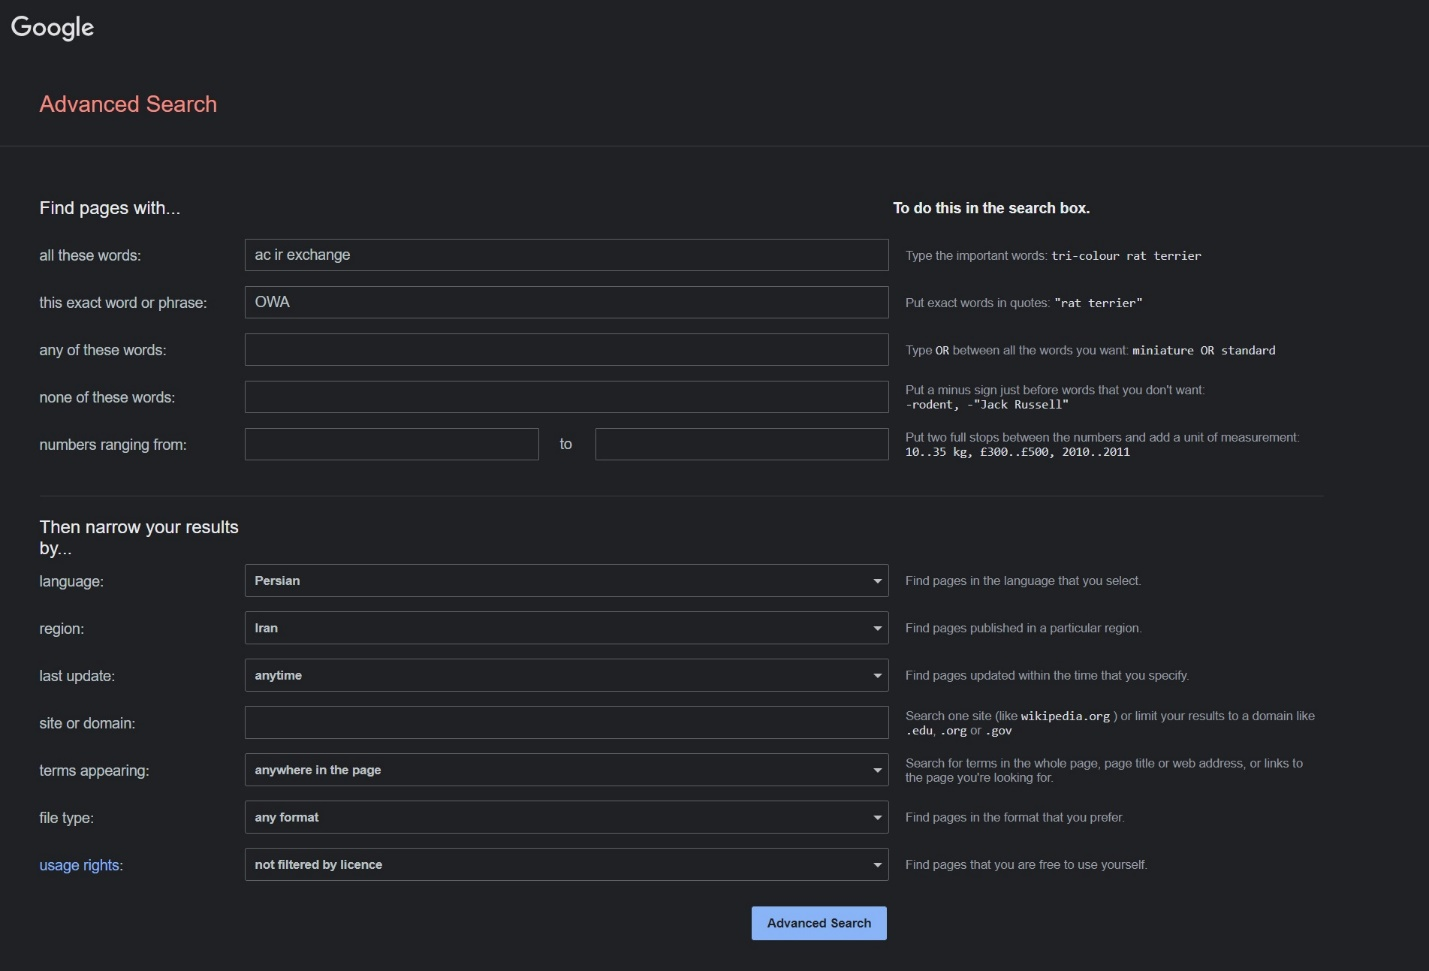 Google
Advanced Search
Find pages with...
To do this in the search box.
all these words:
ac ir exchange
Type the important words: tri-colour rat terrier
this exact word or phrase:
OWA
Put exact words in quotes: "rat terrier"
any of these words:
Type OR between all the words you want: miniature OR standard
none of these words:
Put a minus sign just before words that you don't want:
-rodent, -"Jack Russell"
numbers ranging from:
to
Put two full stops between the numbers and add a unit of measurement:
10..35 kg, £300..£500, 2010..2011
Then narrow your results
by...
language:
Persian
Find pages in the language that you select.
region:
Iran
Find pages published in a particular region.
last update:
anytime
Find pages updated within the time that you specify.
site or domain:
Search one site (like wikipedia.org ) or limit your results to a domain like
.edu, .org or .gov
terms appearing:
anywhere in the page
Search for terms in the whole page, page title or web address, or links to
the page you're looking for.
file type:
any format
Find pages in the format that you prefer.
usage rights:
not filtered by licence
Find pages that you are free to use yourself.
Advanced Search